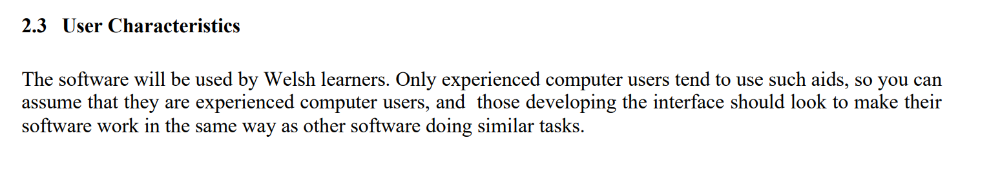 2.3 User Characteristics
The software will be used by Welsh learners. Only experienced computer users tend to use such aids, so you can
assume that they are experienced computer users, and  those developing the interface should look to make their
software work in the same way as other software doing similar tasks.